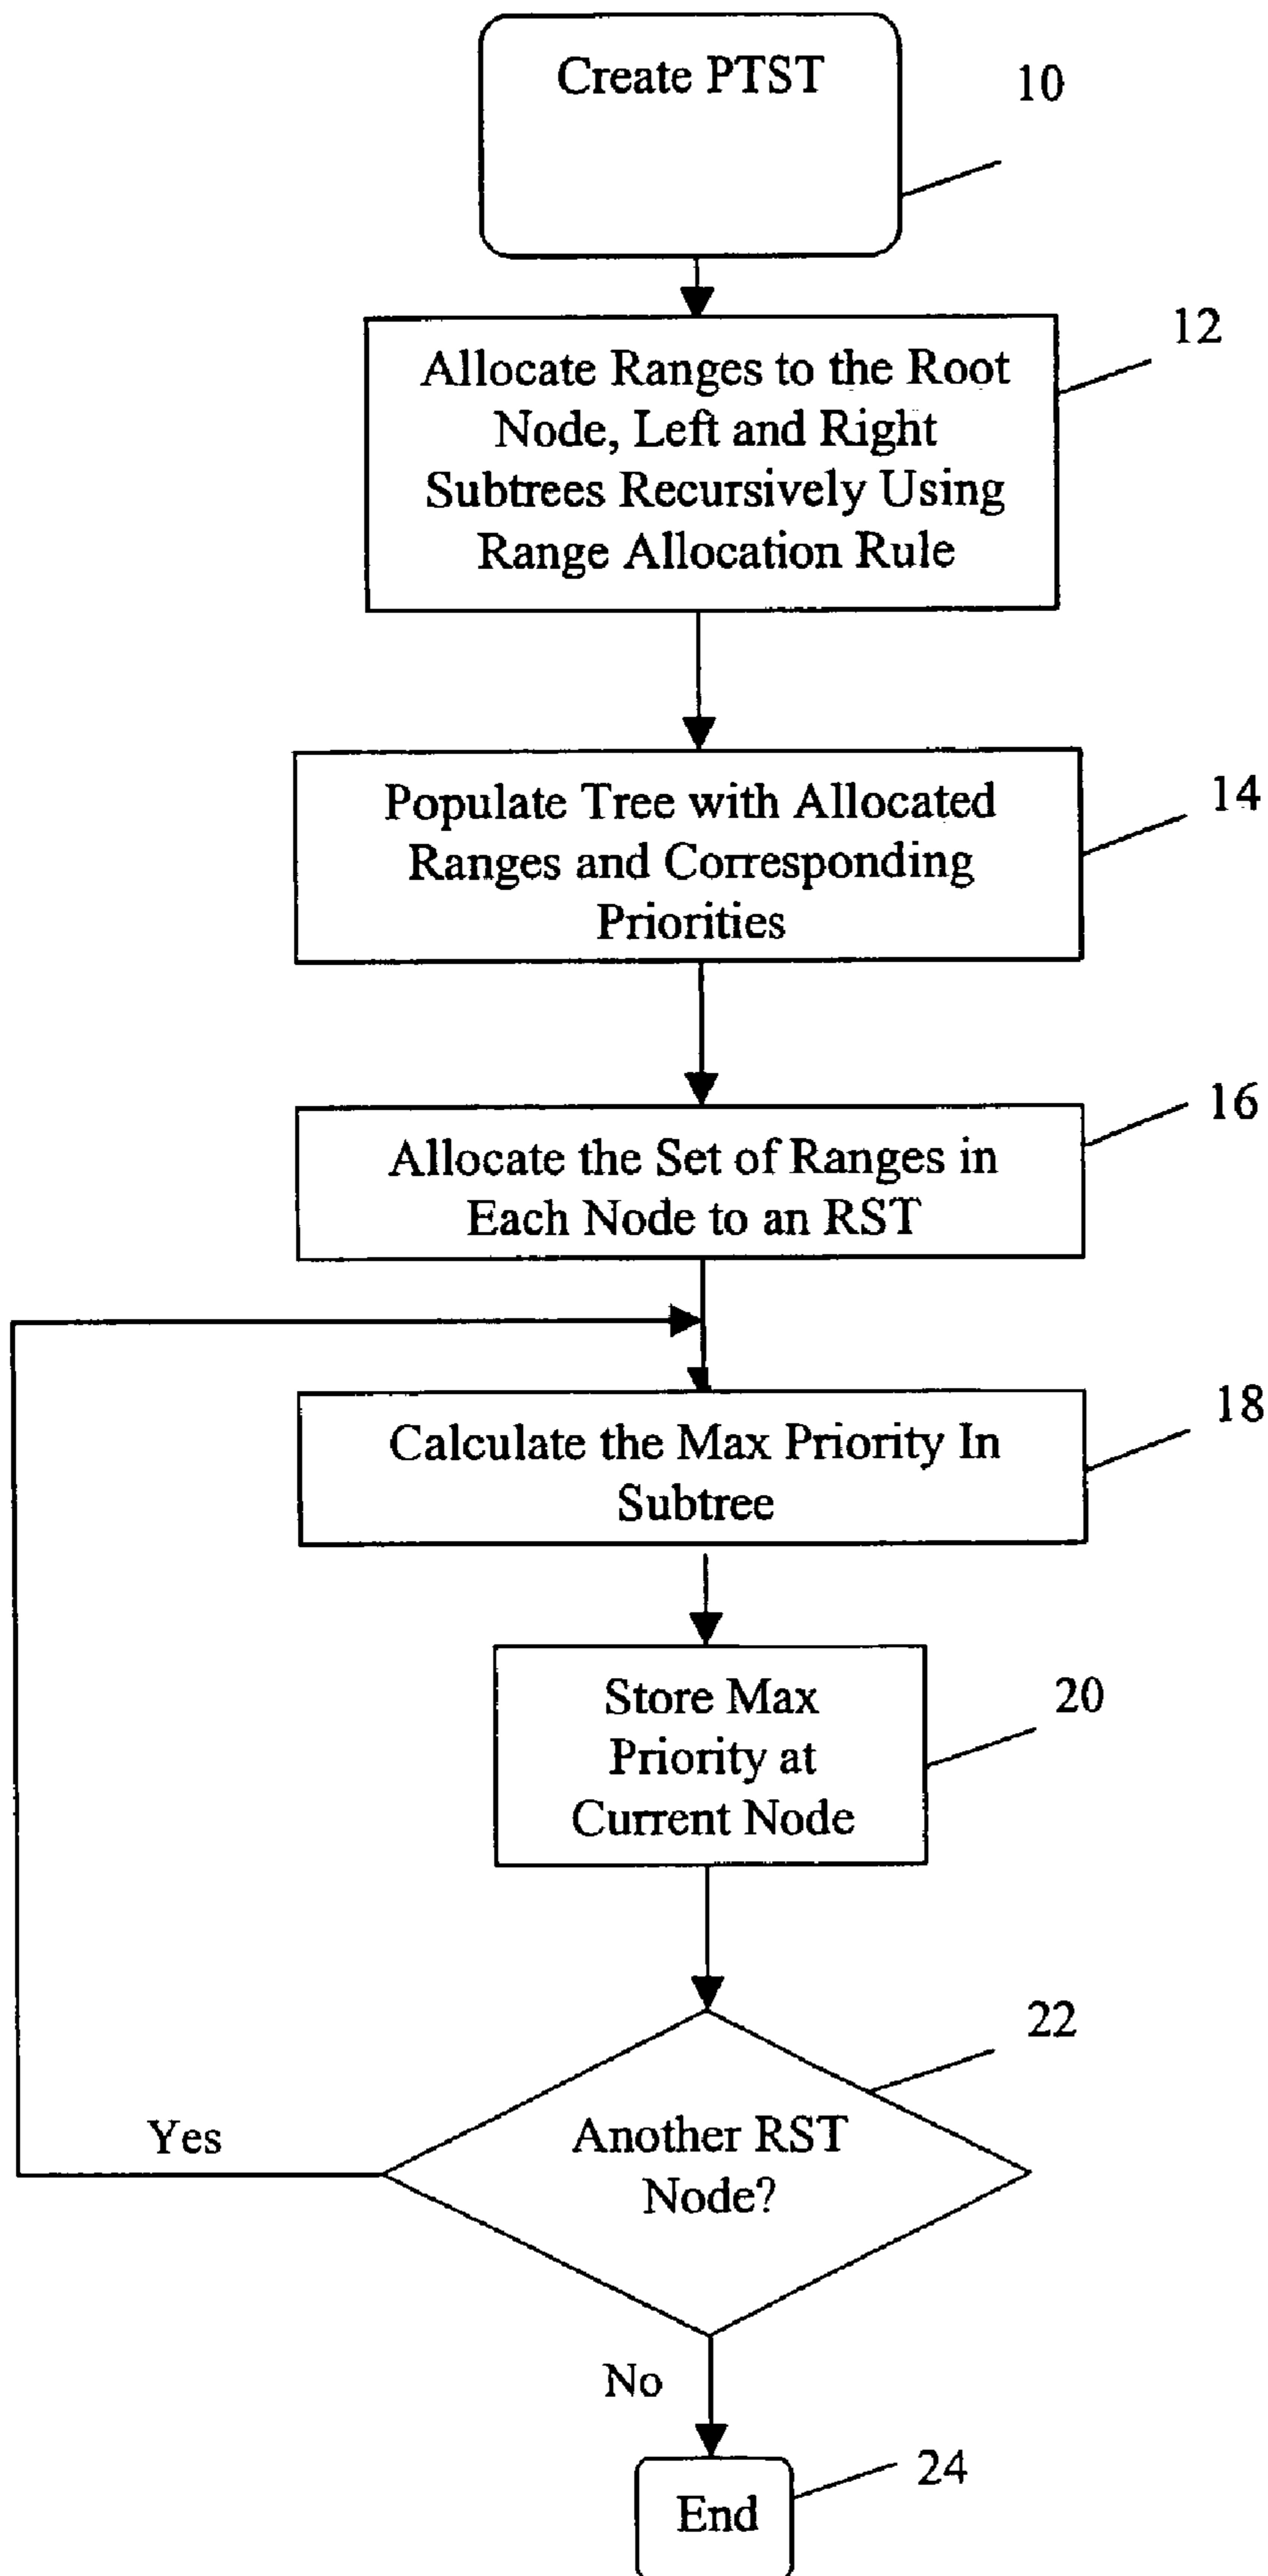 Create PTST
10
Allocate Ranges to the Root
Node, Left and Right
Subtrees Recursively Using
Range Allocation Rule
12
Populate Tree with Allocated
Ranges and Corresponding
Priorities
14
Allocate the Set of Ranges in
Each Node to an RST
16
Calculate the Max Priority In
Subtree
18
Store Max
Priority at
Current Node
20
Another RST
Node?
22
Yes
No
End
24